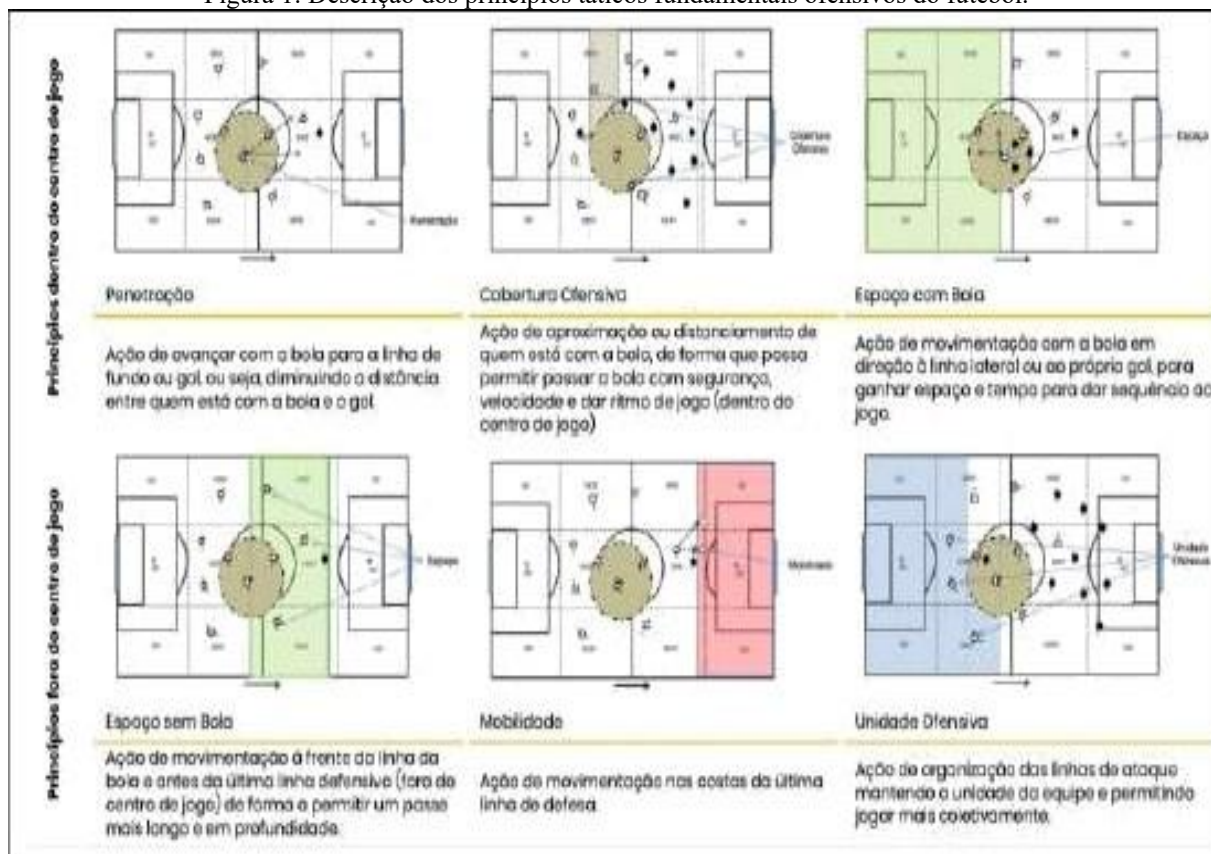 Figura 1: Descrição dos princípios táticos fundamentais ofensivos do futebol.
Princípios dentro do centro de jogo
Penetração
Cobertura
Ofensiva
Espaço
Penetração
Ação de avançar com a bola para a linha de
fundo ou gol, ou seja, diminuindo a distância
entre quem está com a bola e o gol
Cobertura Ofensiva
Ação de aproximação ou distanciamento de
quem está com a bola, de forma que possa
permitir passar a bola com segurança,
velocidade e dar ritmo de jogo (dentro do
centro de jogo)
Espaço com Bola
Ação de movimentação com a bola em
direção à linha lateral ou ao próprio gol, para
ganhar espaço e tempo para dar sequência ao
jogo.
Princípios fora do centro de jogo
Espaço
Mobilidade
Unidade
Ofensiva
Espaço sem Bola
Ação de movimentação à frente da linha da
bola e antes da última linha defensiva (fora do
centro de jogo) de forma a permitir um passe
mais longo e em profundidade.
Mobilidade
Ação de movimentação nas costas da última
linha de defesa
Unidade Ofensiva
Ação de organização das linhas de ataque
mantendo a unidade da equipe e permitindo
jogar mais coletivamente.